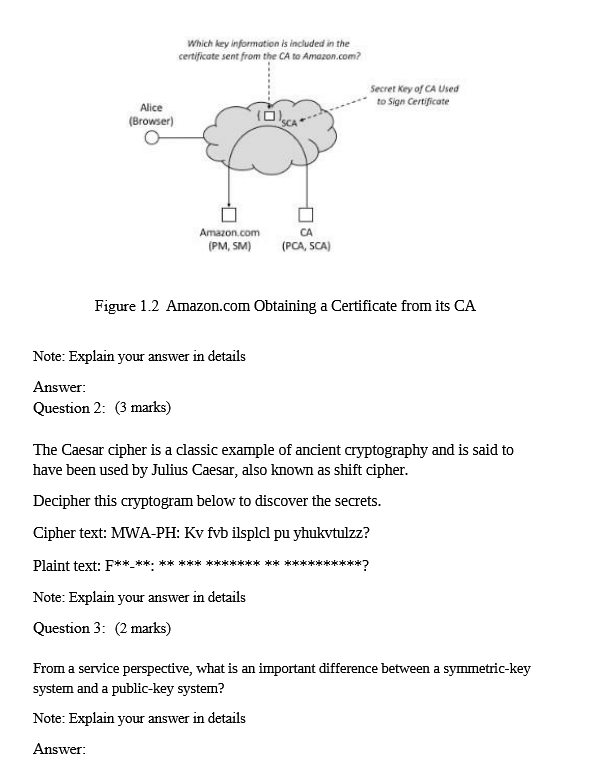 Which key information is included in the
certificate sent from the CA to Amazon.com?
Secret Key of CA Used
to Sign Certificate
Alice
(Browser)
{ }SCA
Amazon.com
(PM, SM)
CA
(PCA, SCA)
Figure 1.2 Amazon.com Obtaining a Certificate from its CA
Note: Explain your answer in details
Answer:
Question 2: (3 marks)
The Caesar cipher is a classic example of ancient cryptography and is said to
have been used by Julius Caesar, also known as shift cipher.
Decipher this cryptogram below to discover the secrets.
Cipher text: MWA-PH: Kv fvb ilsplcl pu yhukvtulzz?
Plaint text: F**-**: ** *** ******* ** **********?
Note: Explain your answer in details
Question 3: (2 marks)
From a service perspective, what is an important difference between a symmetric-key
system and a public-key system?
Note: Explain your answer in details
Answer: